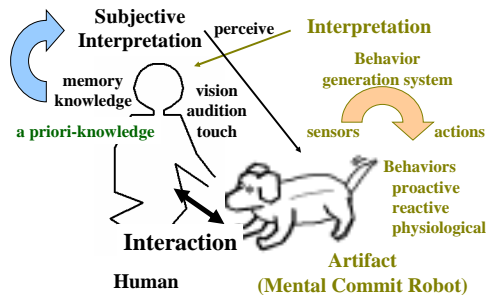 Subjective
Interpretation
perceive
Interpretation
memory
knowledge
a priori-knowledge
vision
audition
touch
Behavior
generation system
sensors
actions
Behaviors
proactive
reactive
physiological
Interaction
Human
Artifact
(Mental Commit Robot)